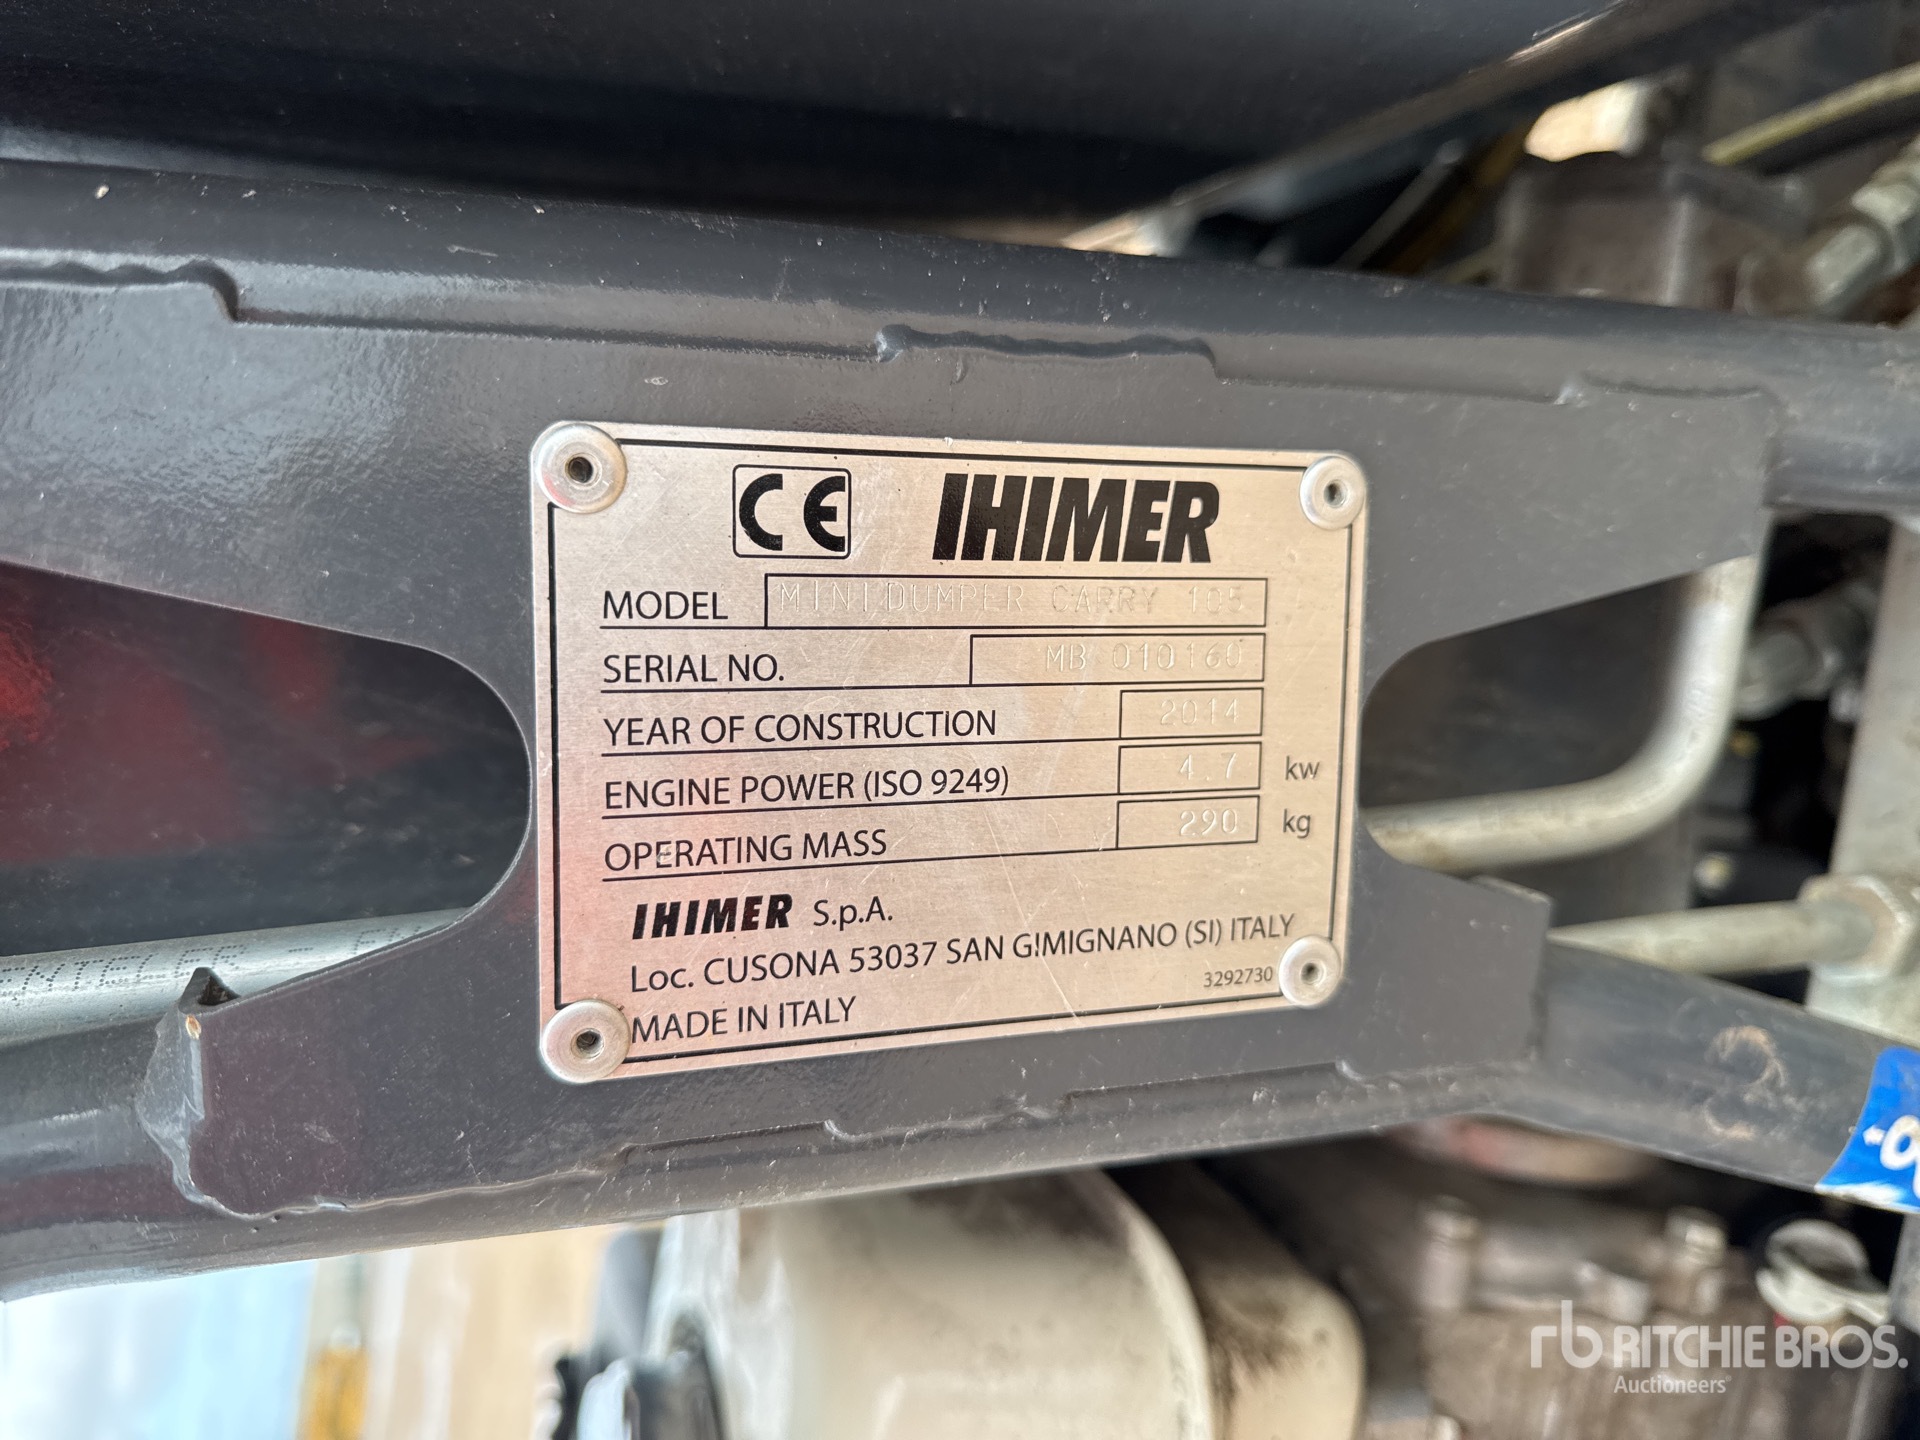 CE IHIMER
MODEL MINIDUMPER CARRY 105
SERIAL NO. MB 010160
YEAR OF CONSTRUCTION 2014
ENGINE POWER (ISO 9249) 4.7 kw
OPERATING MASS 290 kg
IHIMER S.p.A.
Loc. CUSONA 53037 SAN GIMIGNANO (SI) ITALY
3292730
MADE IN ITALY
rb RITCHIE BROS.
Auctioneers